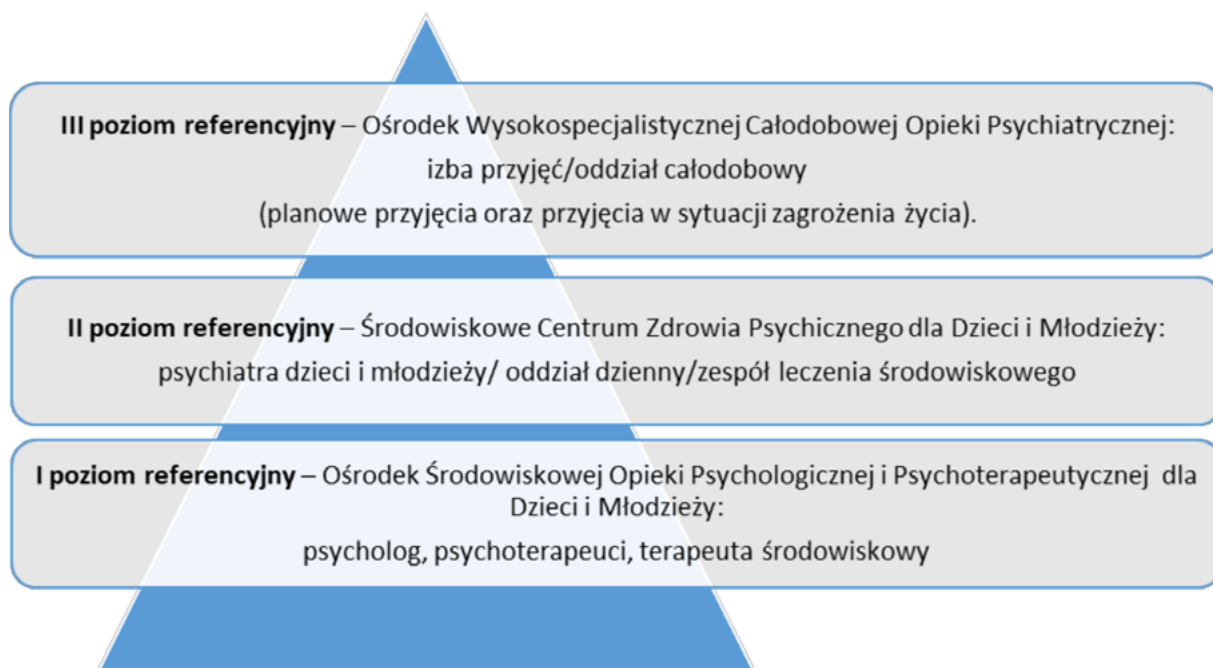 III poziom referencyjny – Ośrodek Wysokospecjalistycznej Całodobowej Opieki Psychiatrycznej:
izba przyjęć/oddział całodobowy
(planowe przyjęcia oraz przyjęcia w sytuacji zagrożenia życia).
II poziom referencyjny – Środowiskowe Centrum Zdrowia Psychicznego dla Dzieci i Młodzieży:
psychiatra dzieci i młodzieży/ oddział dzienny/zespół leczenia środowiskowego
I poziom referencyjny – Ośrodek Środowiskowej Opieki Psychologicznej i Psychoterapeutycznej dla
Dzieci i Młodzieży:
psycholog, psychoterapeuci, terapeuta środowiskowy